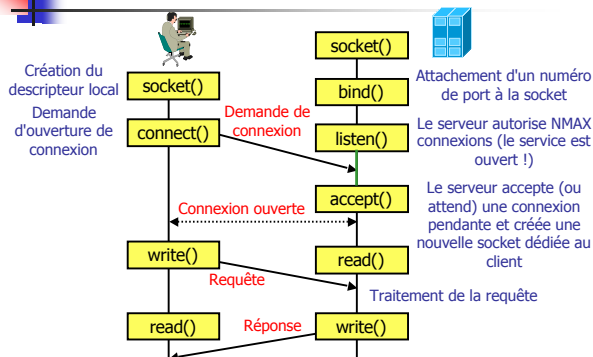 socket()
Création du
descripteur local
socket()
bind()
Attachement d'un numéro
de port à la socket
Demande
d'ouverture de
connexion
connect()
Demande de
connexion
listen()
Le serveur autorise NMAX
connexions (le service est
ouvert !)
accept()
Le serveur accepte (ou
attend) une connexion
pendante et créée une
nouvelle socket dédiée au
client
Connexion ouverte
write()
read()
Requête
Traitement de la requête
read()
Réponse
write()